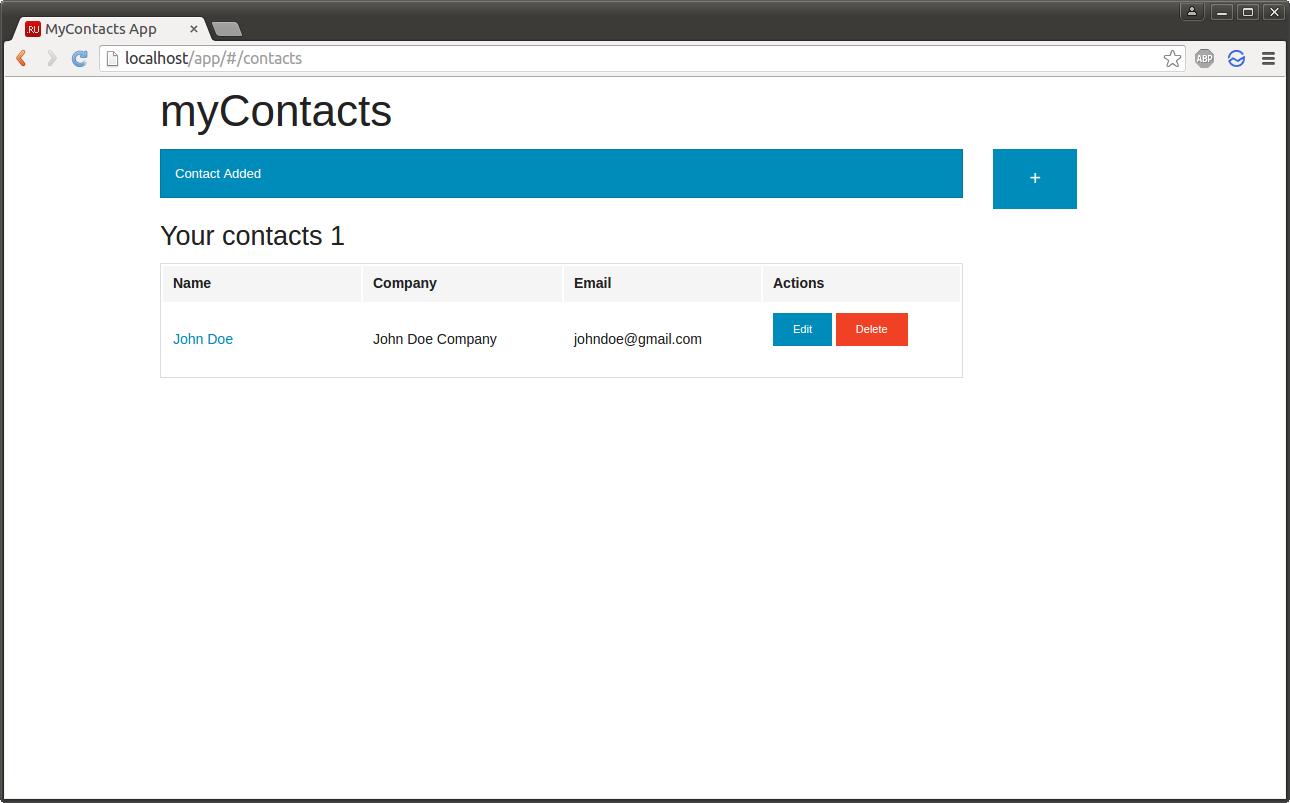 .RU MyContacts App
localhost/app/#/contacts
ABP
myContacts
Contact Added
+
Your contacts 1
Name Company Email Actions
John Doe John Doe Company johndoe@gmail.com Edit Delete